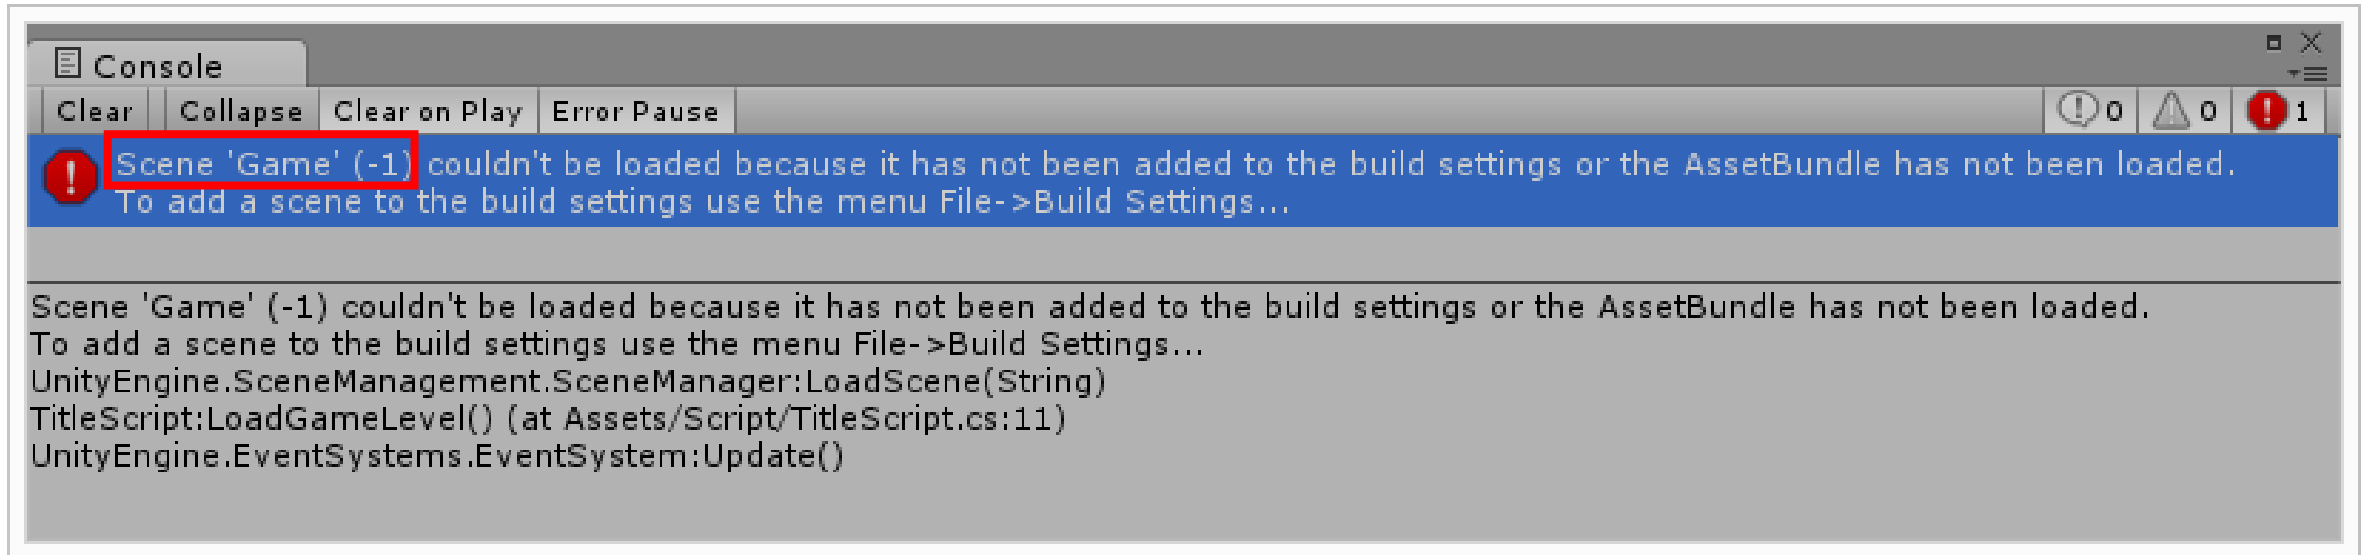 Console
Clear Collapse Clear on Play Error Pause 0 0 1
Scene 'Game' (-1) couldn't be loaded because it has not been added to the build settings or the AssetBundle has not been loaded.
To add a scene to the build settings use the menu File->Build Settings...
Scene 'Game' (-1) couldn't be loaded because it has not been added to the build settings or the AssetBundle has not been loaded.
To add a scene to the build settings use the menu File->Build Settings...
UnityEngine.SceneManagement.SceneManager:LoadScene(String)
TitleScript:LoadGameLevel() (at Assets/Script/TitleScript.cs:11)
UnityEngine.EventSystems.EventSystem:Update()